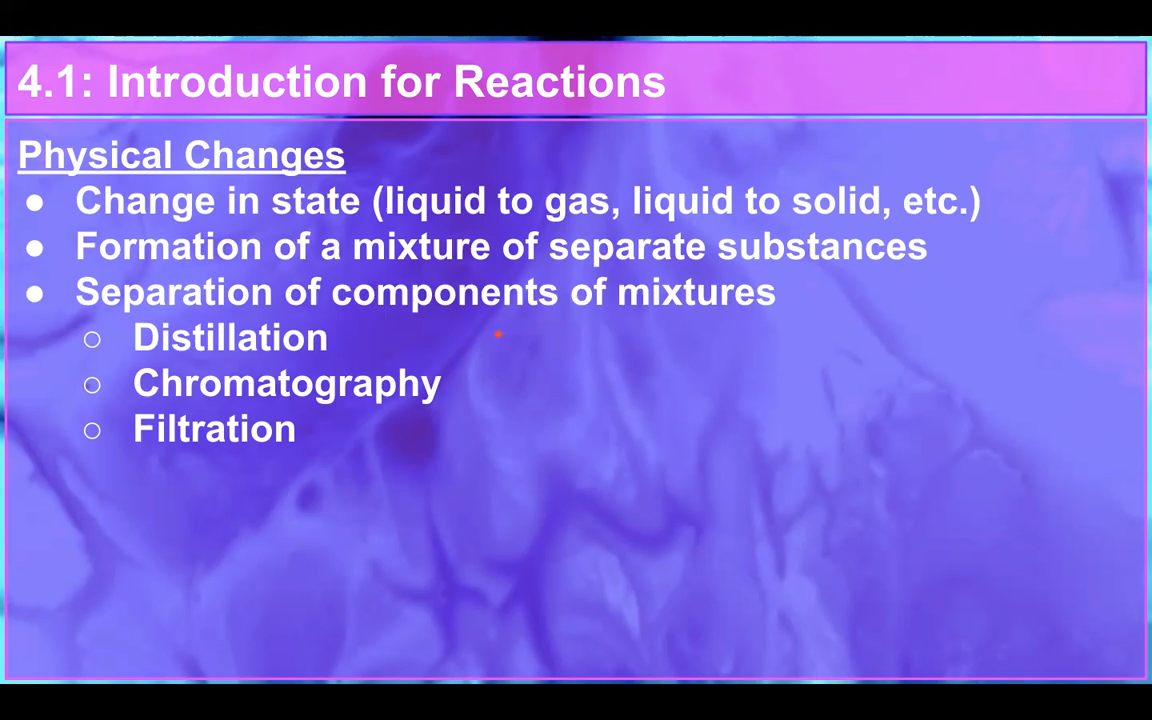 4.1: Introduction for Reactions
Physical Changes
● Change in state (liquid to gas, liquid to solid, etc.)
● Formation of a mixture of separate substances
● Separation of components of mixtures
○ Distillation
○ Chromatography
○ Filtration